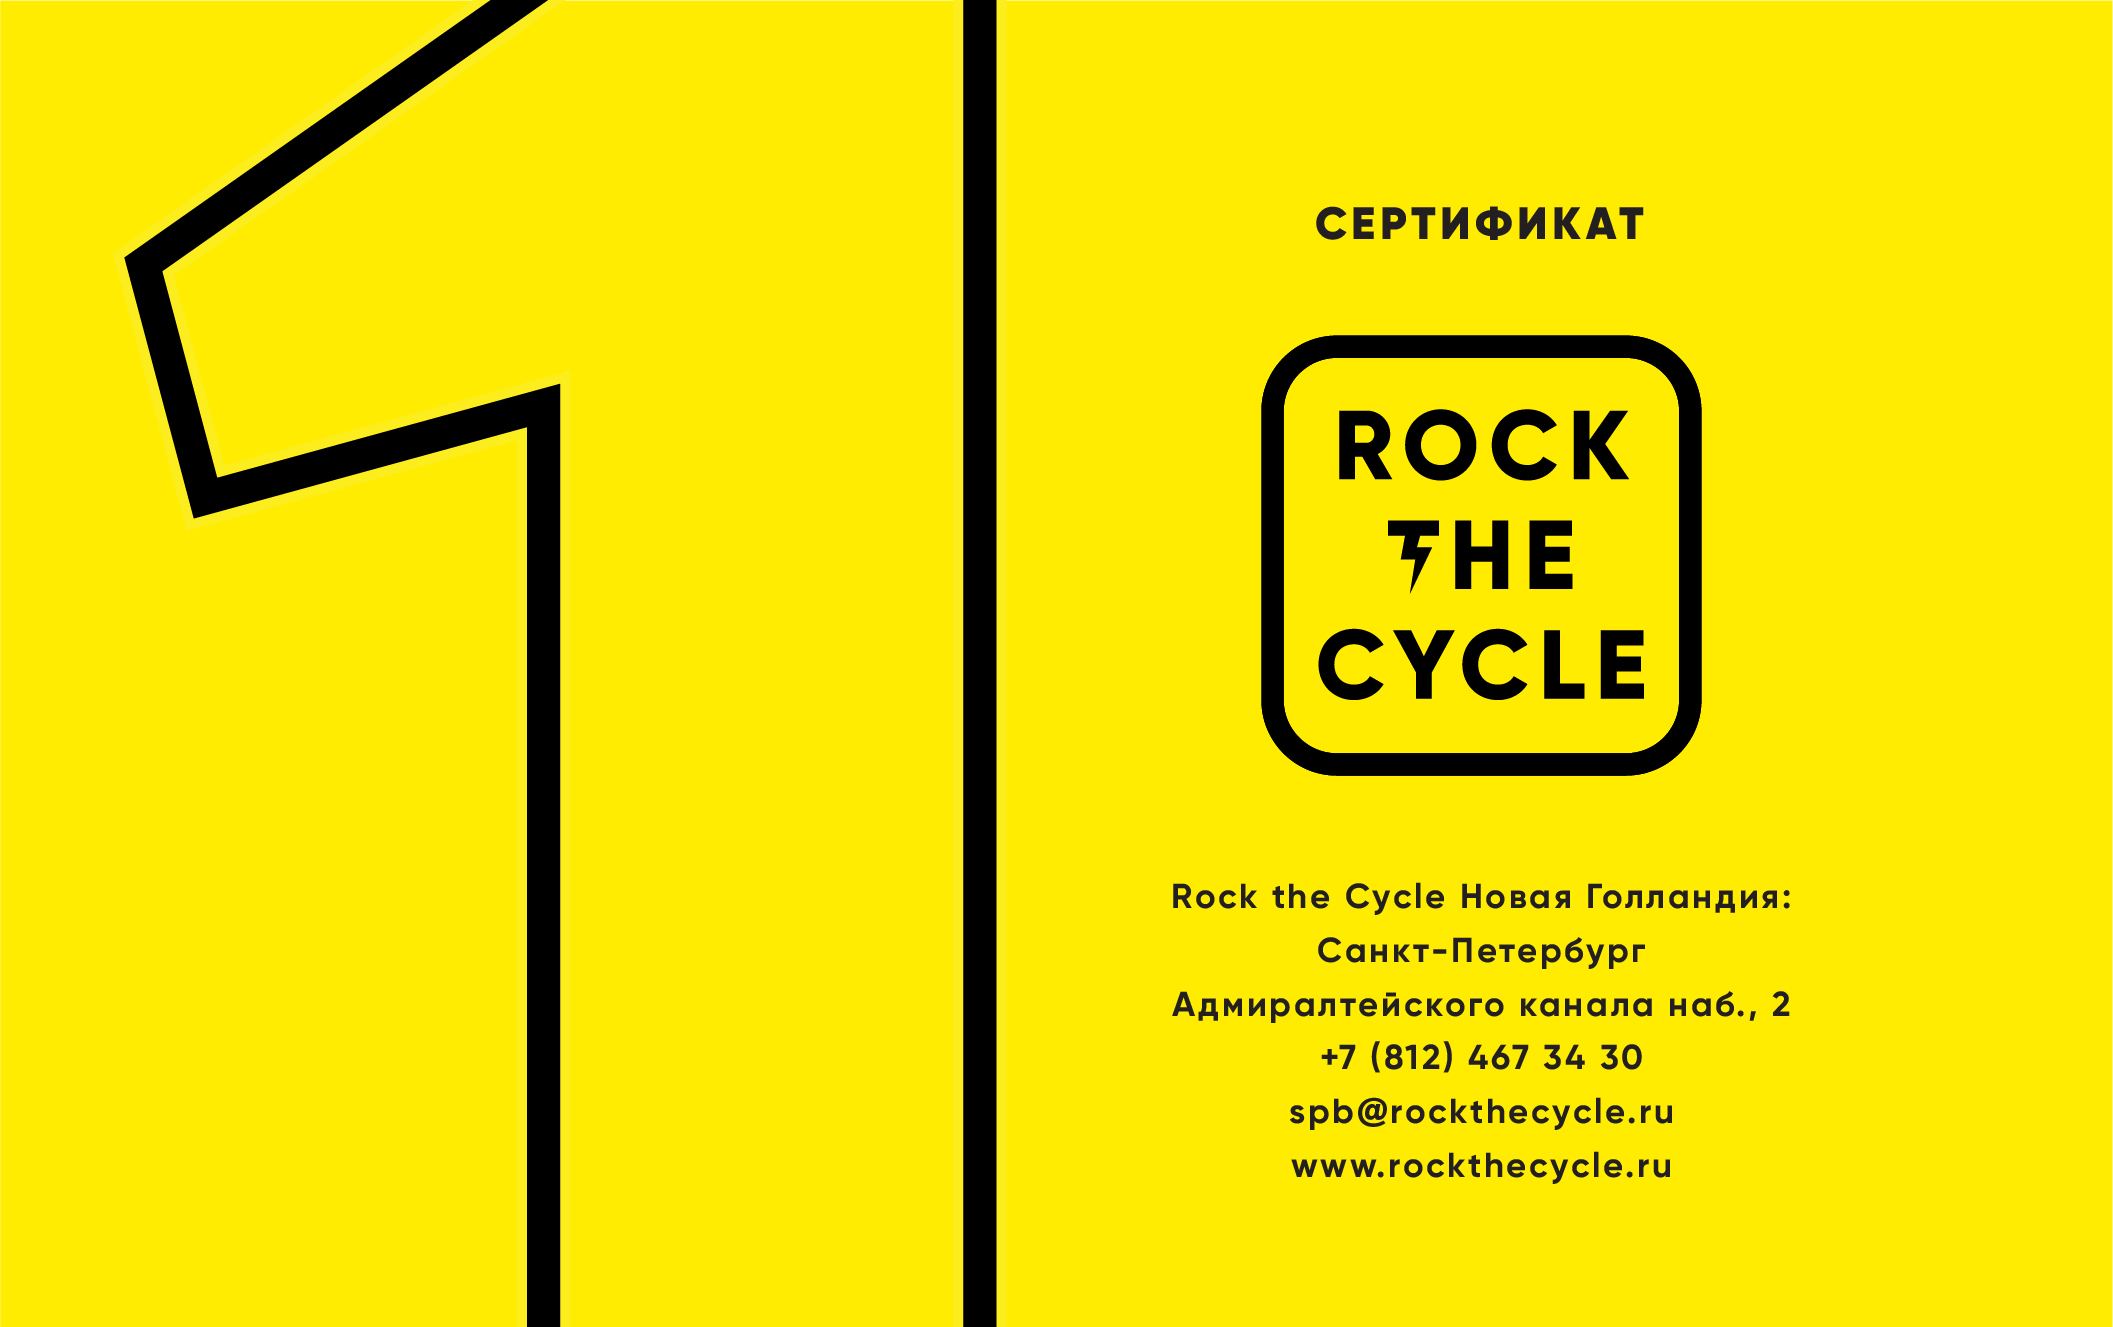 1
СЕРТИФИКАТ
ROCK
THE
CYCLE
Rock the Cycle Новая Голландия:
Санкт-Петербург
Адмиралтейского канала наб., 2
+7 (812) 467 34 30
spb@rockthecycle.ru
www.rockthecycle.ru